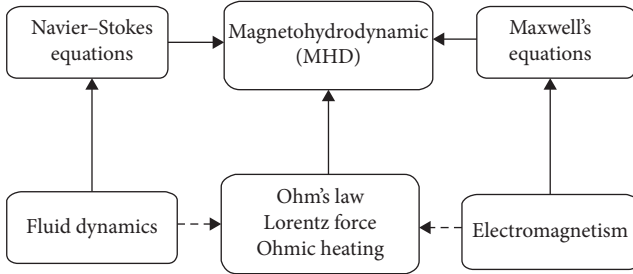 Navier–Stokes
equations
Magnetohydrodynamic
(MHD)
Maxwell's
equations
Fluid dynamics
Ohm's law
Lorentz force
Ohmic heating
Electromagnetism